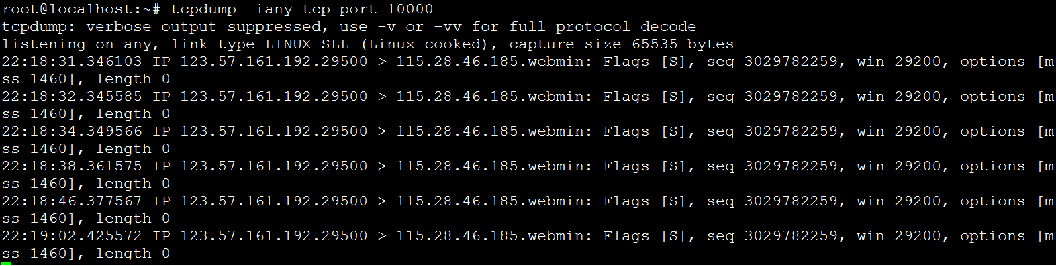 root@localhost:~# tcpdump -iany tcp port 10000
tcpdump: verbose output suppressed, use -v or -vv for full protocol decode
listening on any, link-type LINUX_SLL (Linux cooked), capture size 65535 bytes
22:18:31.346103 IP 123.57.161.192.29500 > 115.28.46.185.webmin: Flags [S], seq 3029782259, win 29200, options [m
ss 1460], length 0
22:18:32.345585 IP 123.57.161.192.29500 > 115.28.46.185.webmin: Flags [S], seq 3029782259, win 29200, options [m
ss 1460], length 0
22:18:34.349566 IP 123.57.161.192.29500 > 115.28.46.185.webmin: Flags [S], seq 3029782259, win 29200, options [m
ss 1460], length 0
22:18:38.361575 IP 123.57.161.192.29500 > 115.28.46.185.webmin: Flags [S], seq 3029782259, win 29200, options [m
ss 1460], length 0
22:18:46.377567 IP 123.57.161.192.29500 > 115.28.46.185.webmin: Flags [S], seq 3029782259, win 29200, options [m
ss 1460], length 0
22:19:02.425572 IP 123.57.161.192.29500 > 115.28.46.185.webmin: Flags [S], seq 3029782259, win 29200, options [m
ss 1460], length 0